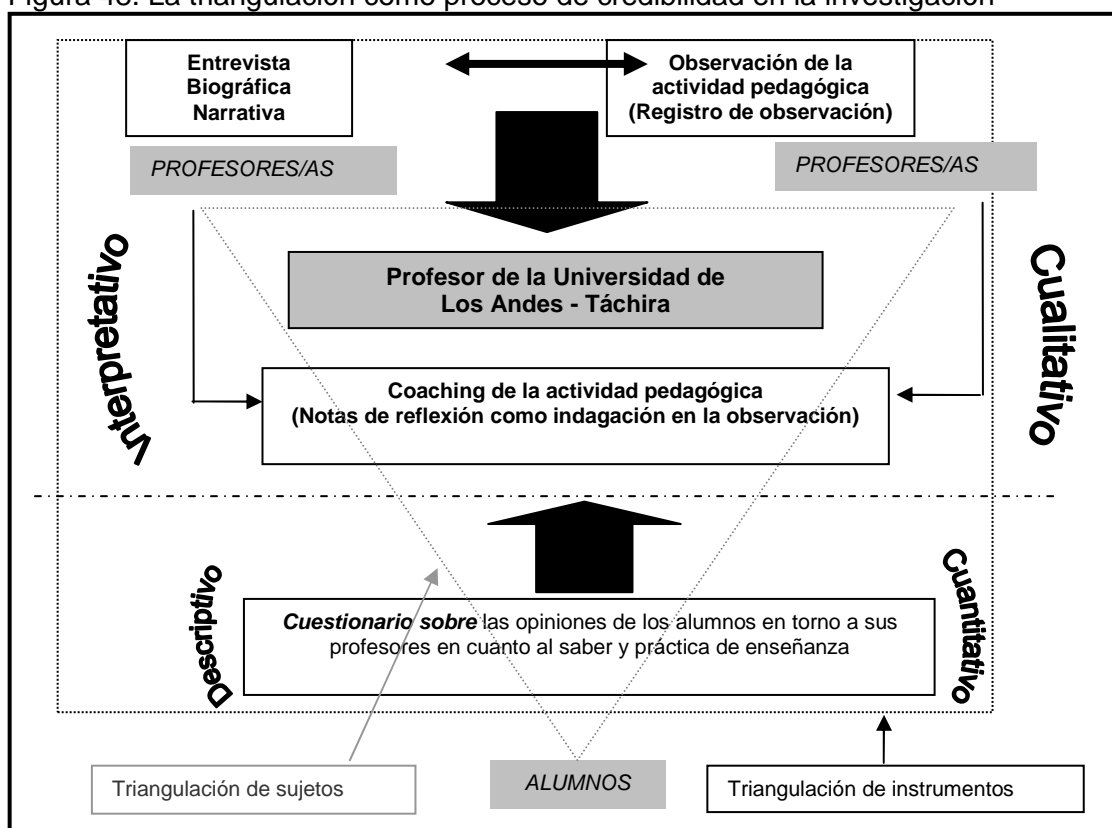 Figura 48. La triangulación como proceso de credibilidad en la investigación
Entrevista
Biográfica
Narrativa
Observación de la
actividad pedagógica
(Registro de observación)
PROFESORES/AS
PROFESORES/AS
Interpretativo
Cualitativo
Profesor de la Universidad de
Los Andes - Táchira
Coaching de la actividad pedagógica
(Notas de reflexión como indagación en la observación)
Descriptivo
Cuantitativo
Cuestionario sobre las opiniones de los alumnos en torno a sus
profesores en cuanto al saber y práctica de enseñanza
Triangulación de sujetos
ALUMNOS
Triangulación de instrumentos